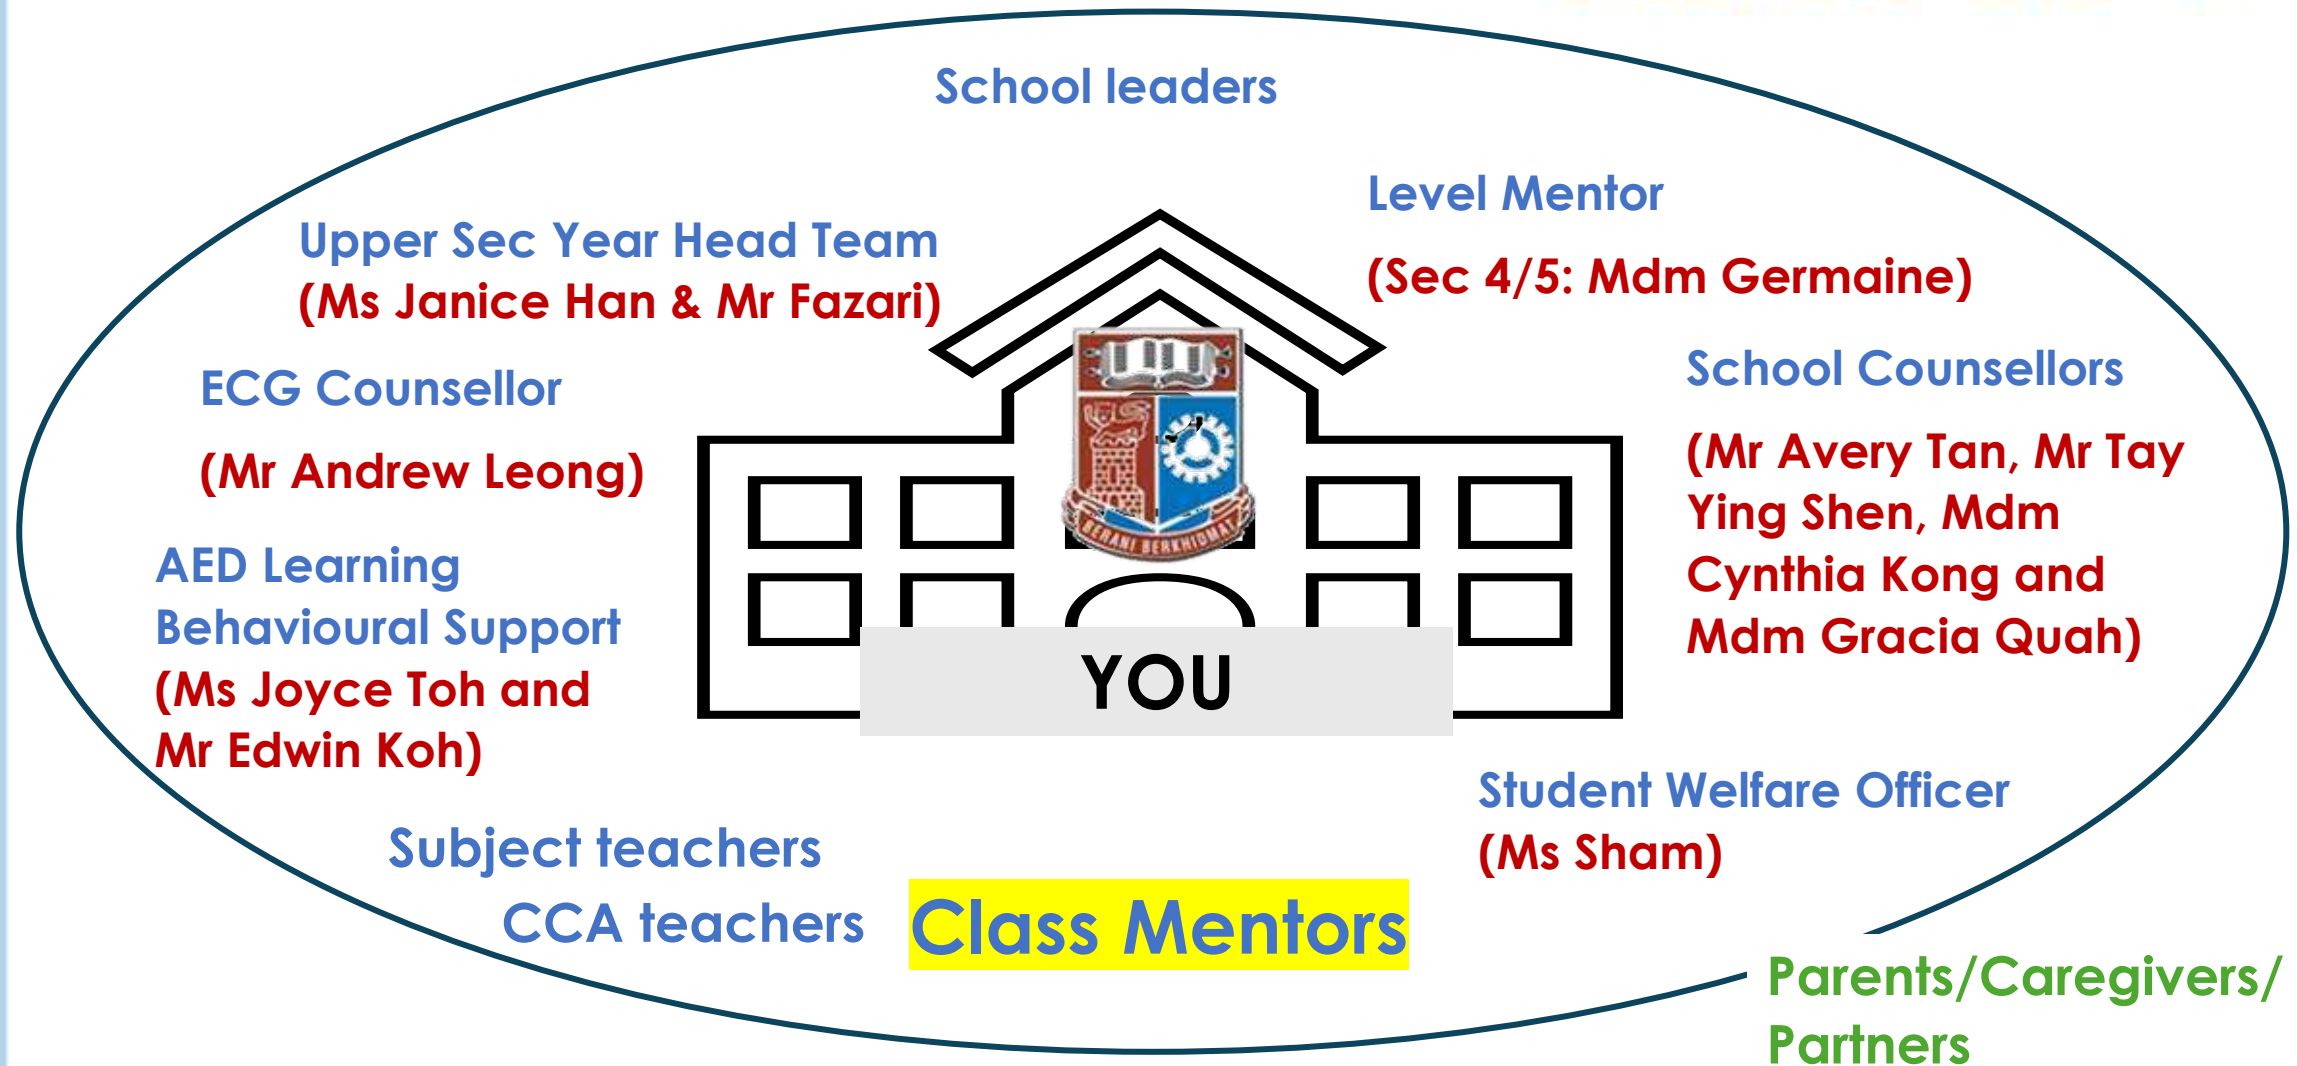 School leaders
Upper Sec Year Head Team
(Ms Janice Han & Mr Fazari)
Level Mentor
(Sec 4/5: Mdm Germaine)
ECG Counsellor
(Mr Andrew Leong)
School Counsellors
(Mr Avery Tan, Mr Tay
Ying Shen, Mdm
Cynthia Kong and
Mdm Gracia Quah)
AED Learning
Behavioural Support
(Ms Joyce Toh and
Mr Edwin Koh)
BERANI BERKHIDMAT
YOU
Student Welfare Officer
(Ms Sham)
Subject teachers
CCA teachers
Class Mentors
Parents/Caregivers/
Partners